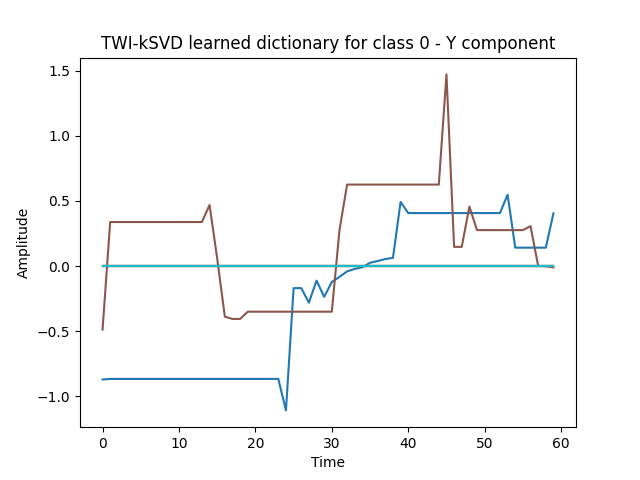 TWI-kSVD learned dictionary for class 0 - Y component
1.5
1.0
0.5
0.0
−0.5
−1.0
Amplitude
0 10 20 30 40 50 60
Time